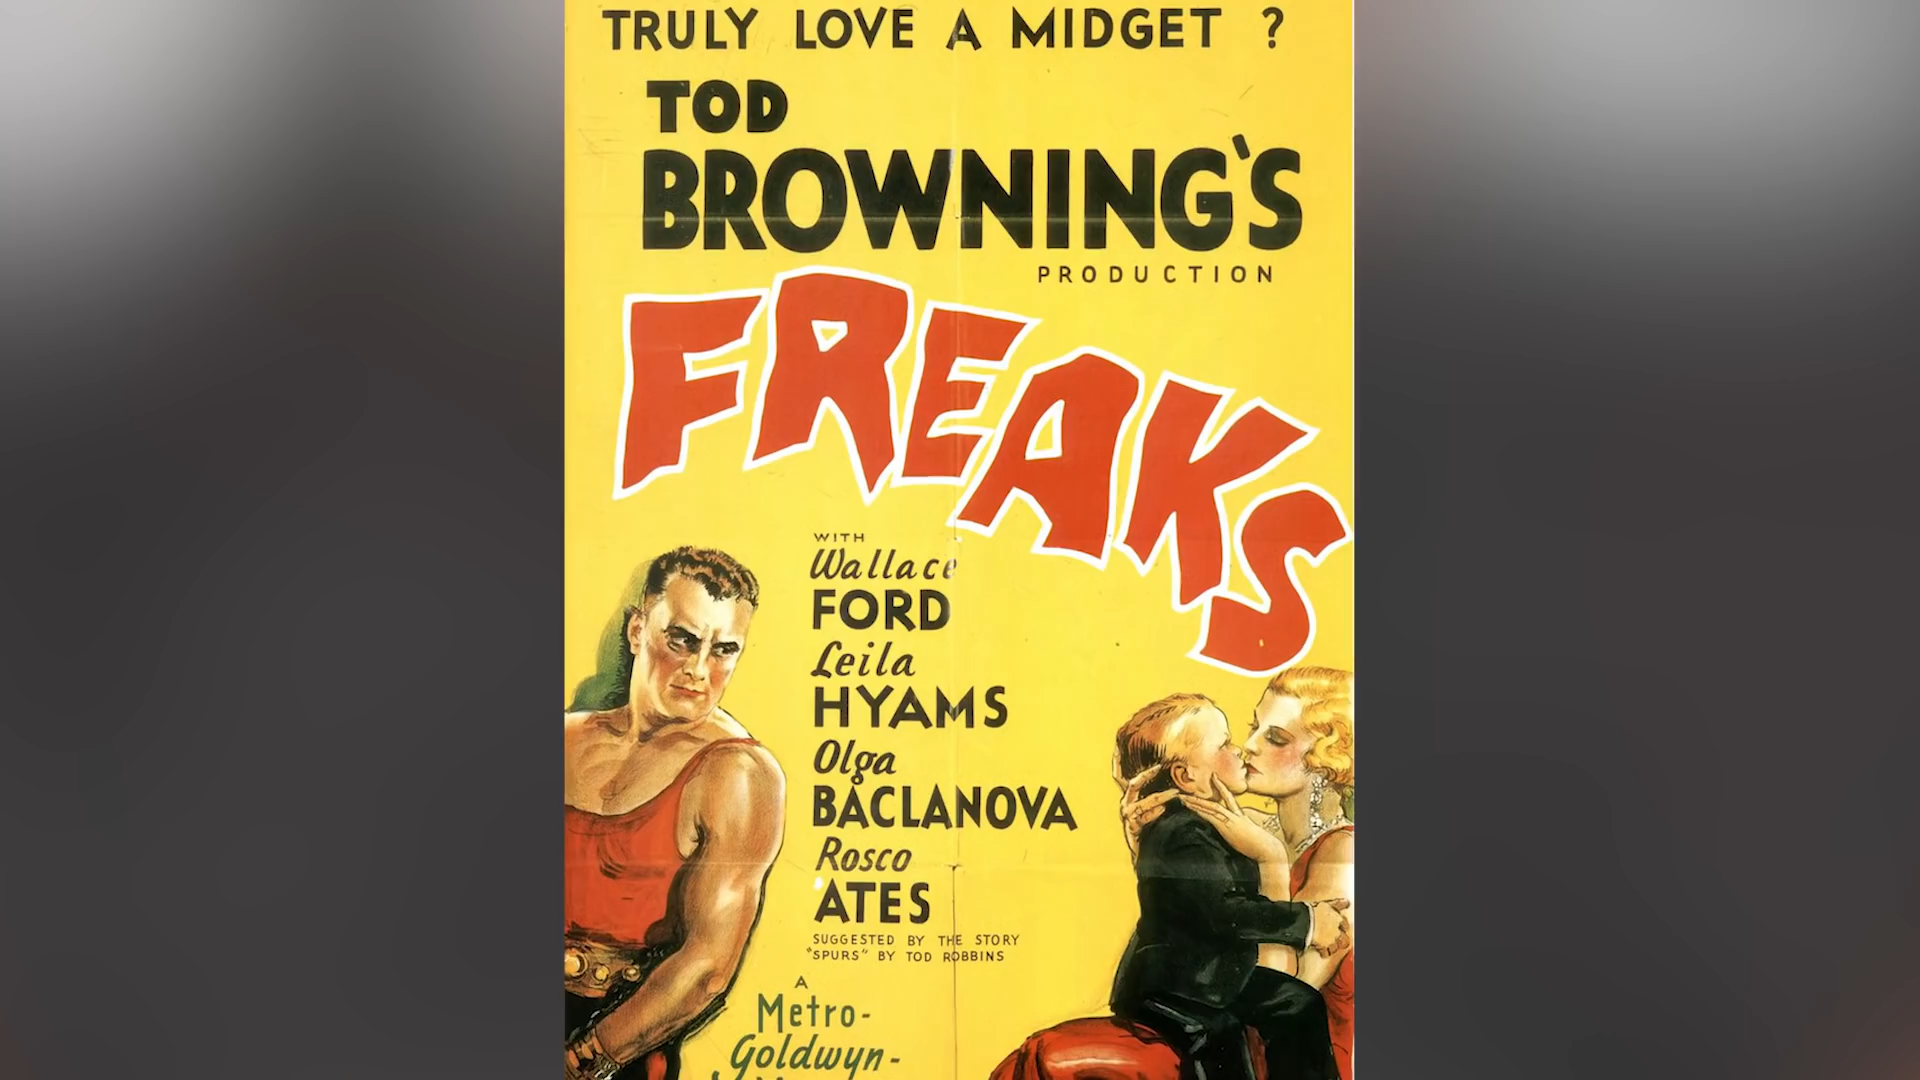 TRULY LOVE A MIDGET ?
TOD
BROWNING'S
PRODUCTION
FREAKS
WITH
Wallace
FORD
Leila
HYAMS
Olga
BACLANOVA
Rosco
ATES
SUGGESTED BY THE STORY
"SPURS" BY TOD ROBBINS
A
Metro-
Goldwyn-